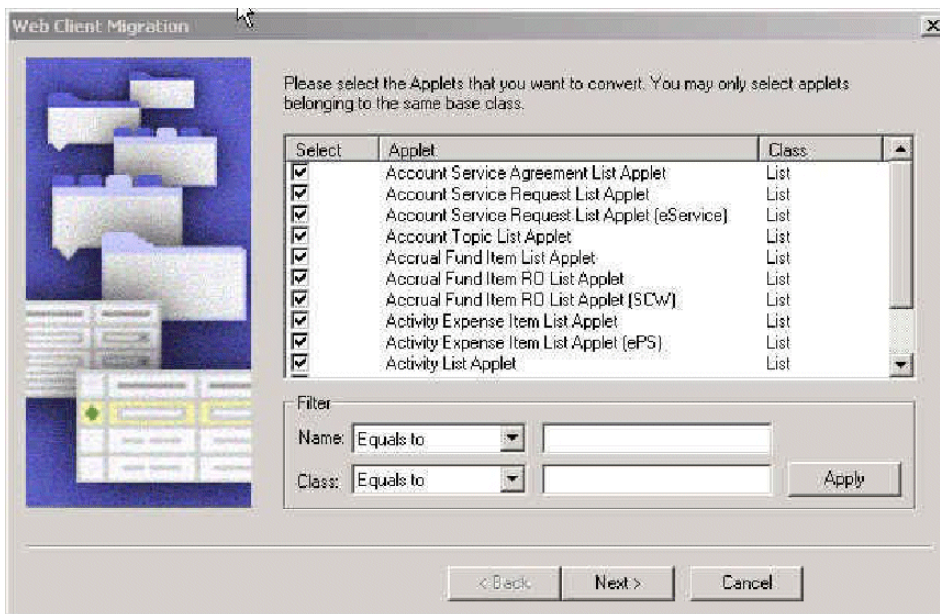 Web Client Migration
Please select the Applets that you want to convert. You may only select applets
belonging to the same base class.
Select Applet Class
Account Service Agreement List Applet List
Account Service Request List Applet List
Account Service Request List Applet (eService) List
Account Topic List Applet List
Accrual Fund Item List Applet List
Accrual Fund Item RO List Applet List
Accrual Fund Item RO List Applet (SCW) List
Activity Expense Item List Applet List
Activity Expense Item List Applet (ePS) List
Activity List Applet List
Filter
Name: Equals to
Class: Equals to Apply
< Back Next > Cancel